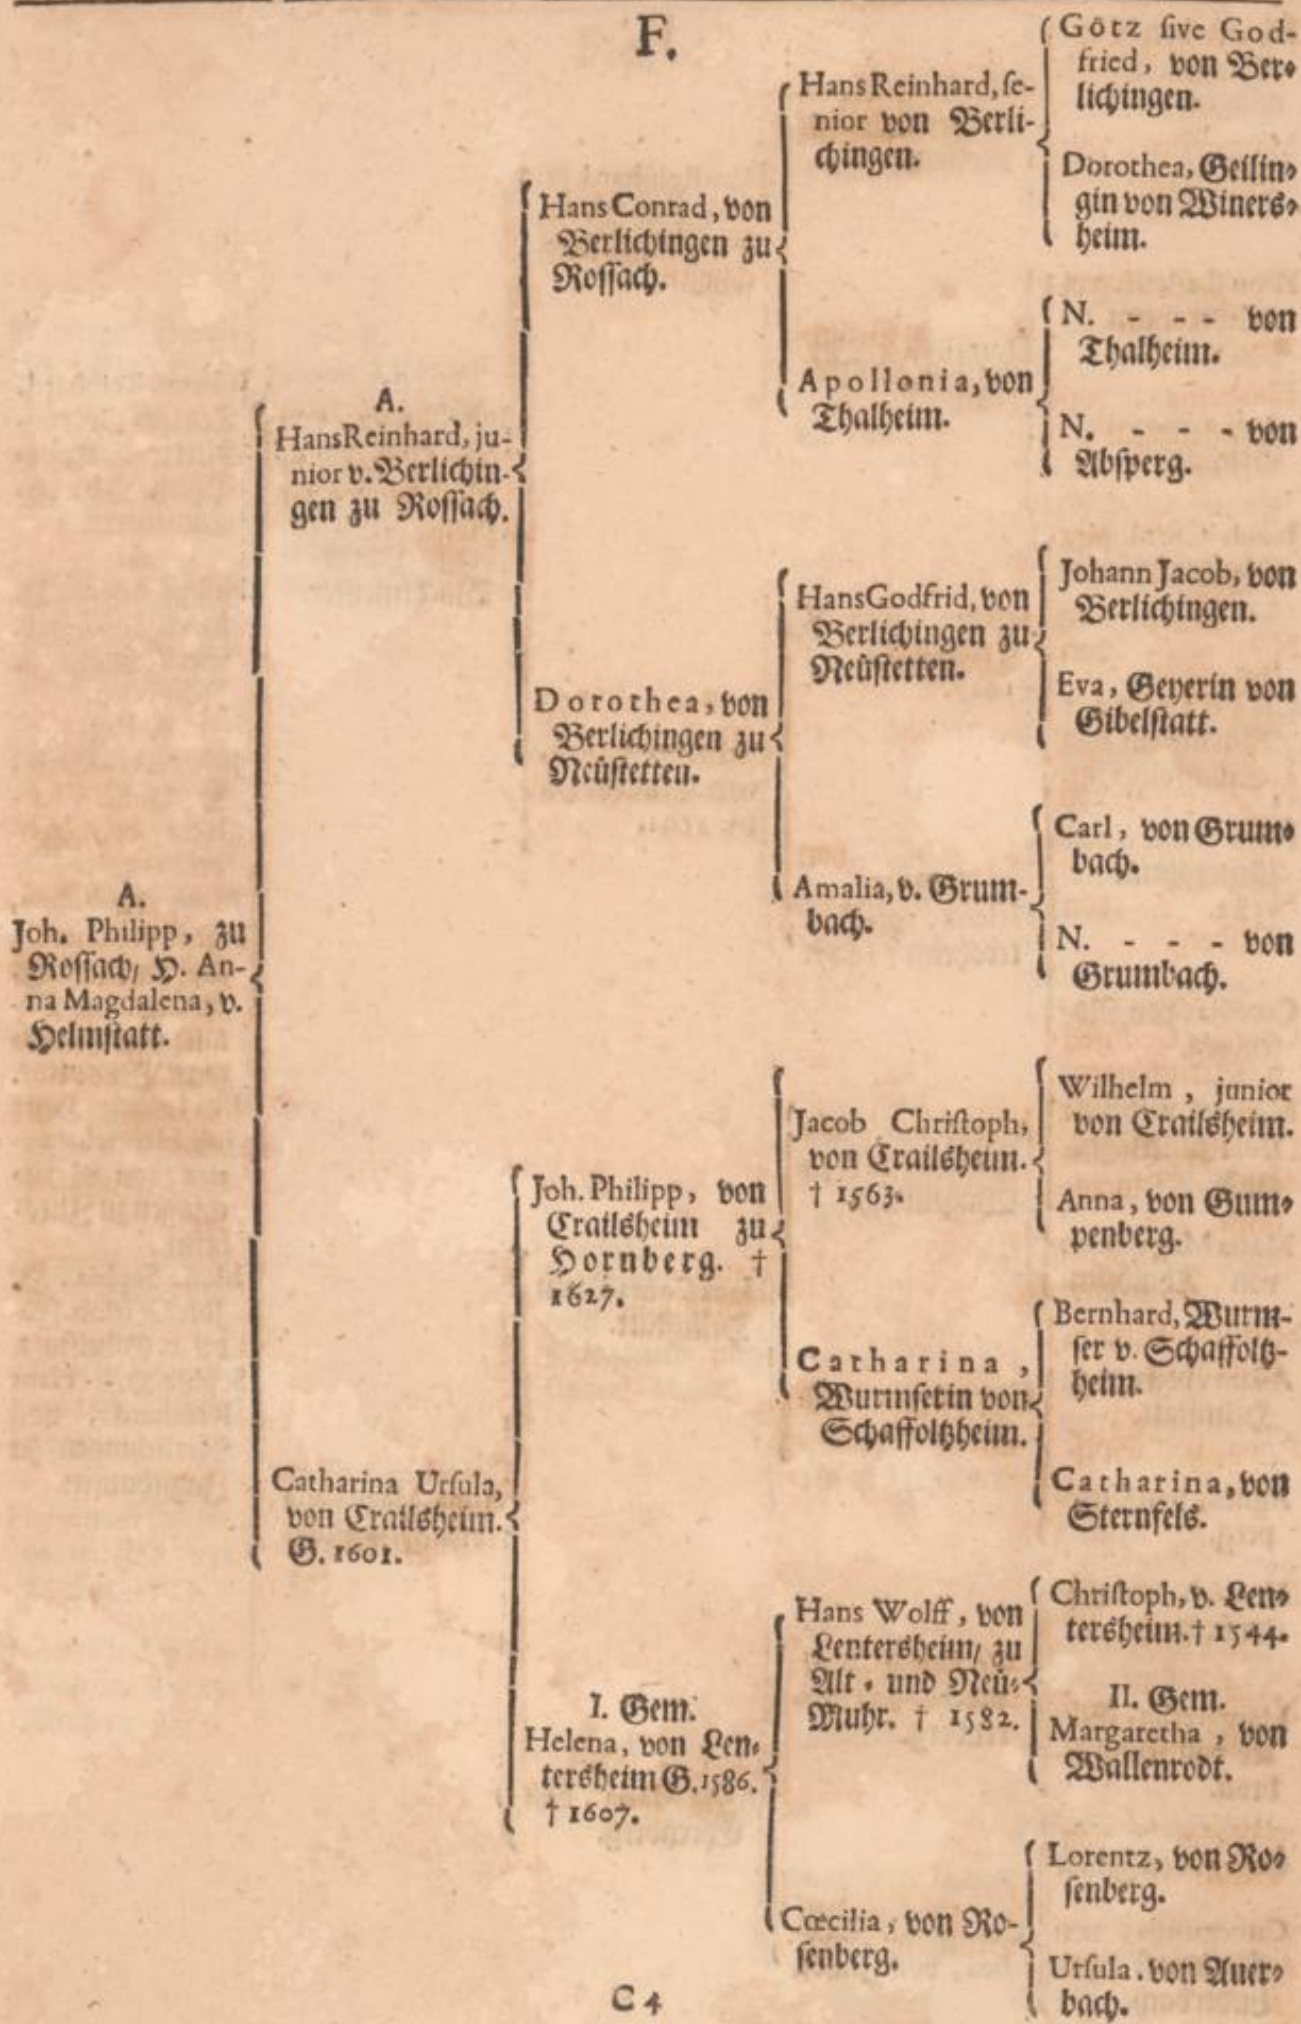 F.
A.
Joh. Philipp, zu
Rossach, H. An-
na Magdalena, v.
Helmstatt.
A.
Hans Reinhard, ju-
nior v. Berlichin-
gen zu Rossach.
Catharina Ursula,
von Crailsheim.
G. 1601.
Hans Conrad, von
Berlichingen zu
Rossach.
Dorothea, von
Berlichingen zu
Neüstetten.
Joh. Philipp, von
Crailsheim zu
Hornberg. †
1627.
I. Gem.
Helena, von Len-
tersheim G. 1586.
† 1607.
Hans Reinhard, se-
nior von Berli-
chingen.
Apollonia, von
Thalheim.
Hans Godfrid, von
Berlichingen zu
Neüstetten.
Amalia, v. Grum-
bach.
Jacob Christoph,
von Crailsheim.
† 1563.
Catharina,
Wurmserin von
Schaffoltzheim.
Hans Wolff, von
Lentersheim, zu
Alt- und Neü-
Muhr. † 1582.
Cœcilia, von Ro-
senberg.
Götz sive God-
fried, von Ber-
lichingen.
Dorothea, Geilin-
gin von Winers-
heim.
N. - - - von
Thalheim.
N. - - - von
Absperg.
Johann Jacob, von
Berlichingen.
Eva, Geyerin von
Gibelstatt.
Carl, von Grum-
bach.
N. - - - von
Grumbach.
Wilhelm, junior
von Crailsheim.
Anna, von Gum-
penberg.
Bernhard, Wurm-
ser v. Schaffoltz-
heim.
Catharina, von
Sternfels.
Christoph, v. Len-
tersheim. † 1544.
II. Gem.
Margaretha, von
Wallenrodt.
Lorentz, von Ro-
senberg.
Ursula. von Auer-
bach.
C 4